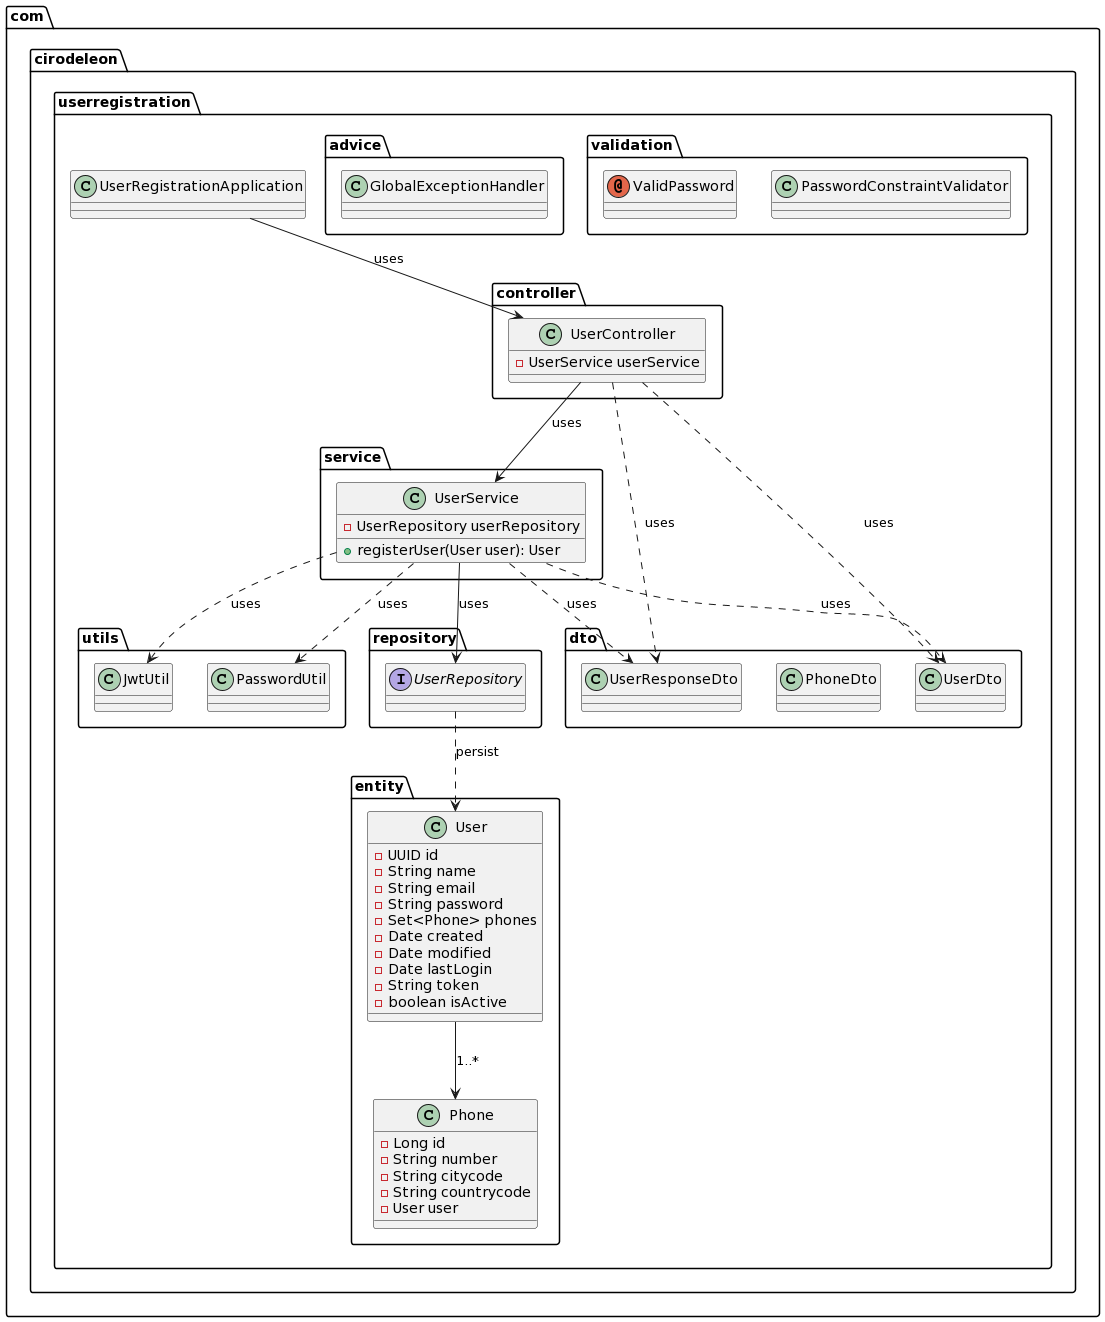 com
cirodeleon
userregistration
advice
validation
C UserRegistrationApplication
C GlobalExceptionHandler
@ ValidPassword
C PasswordConstraintValidator
uses
controller
C UserController
UserService userService
uses
service
C UserService
UserRepository userRepository
registerUser(User user): User
uses
uses
uses
uses
uses
uses
uses
utils
repository
dto
C JwtUtil
C PasswordUtil
I UserRepository
C UserResponseDto
C PhoneDto
C UserDto
persist
entity
C User
UUID id
String name
String email
String password
Set<Phone> phones
Date created
Date modified
Date lastLogin
String token
boolean isActive
1..*
C Phone
Long id
String number
String citycode
String countrycode
User user